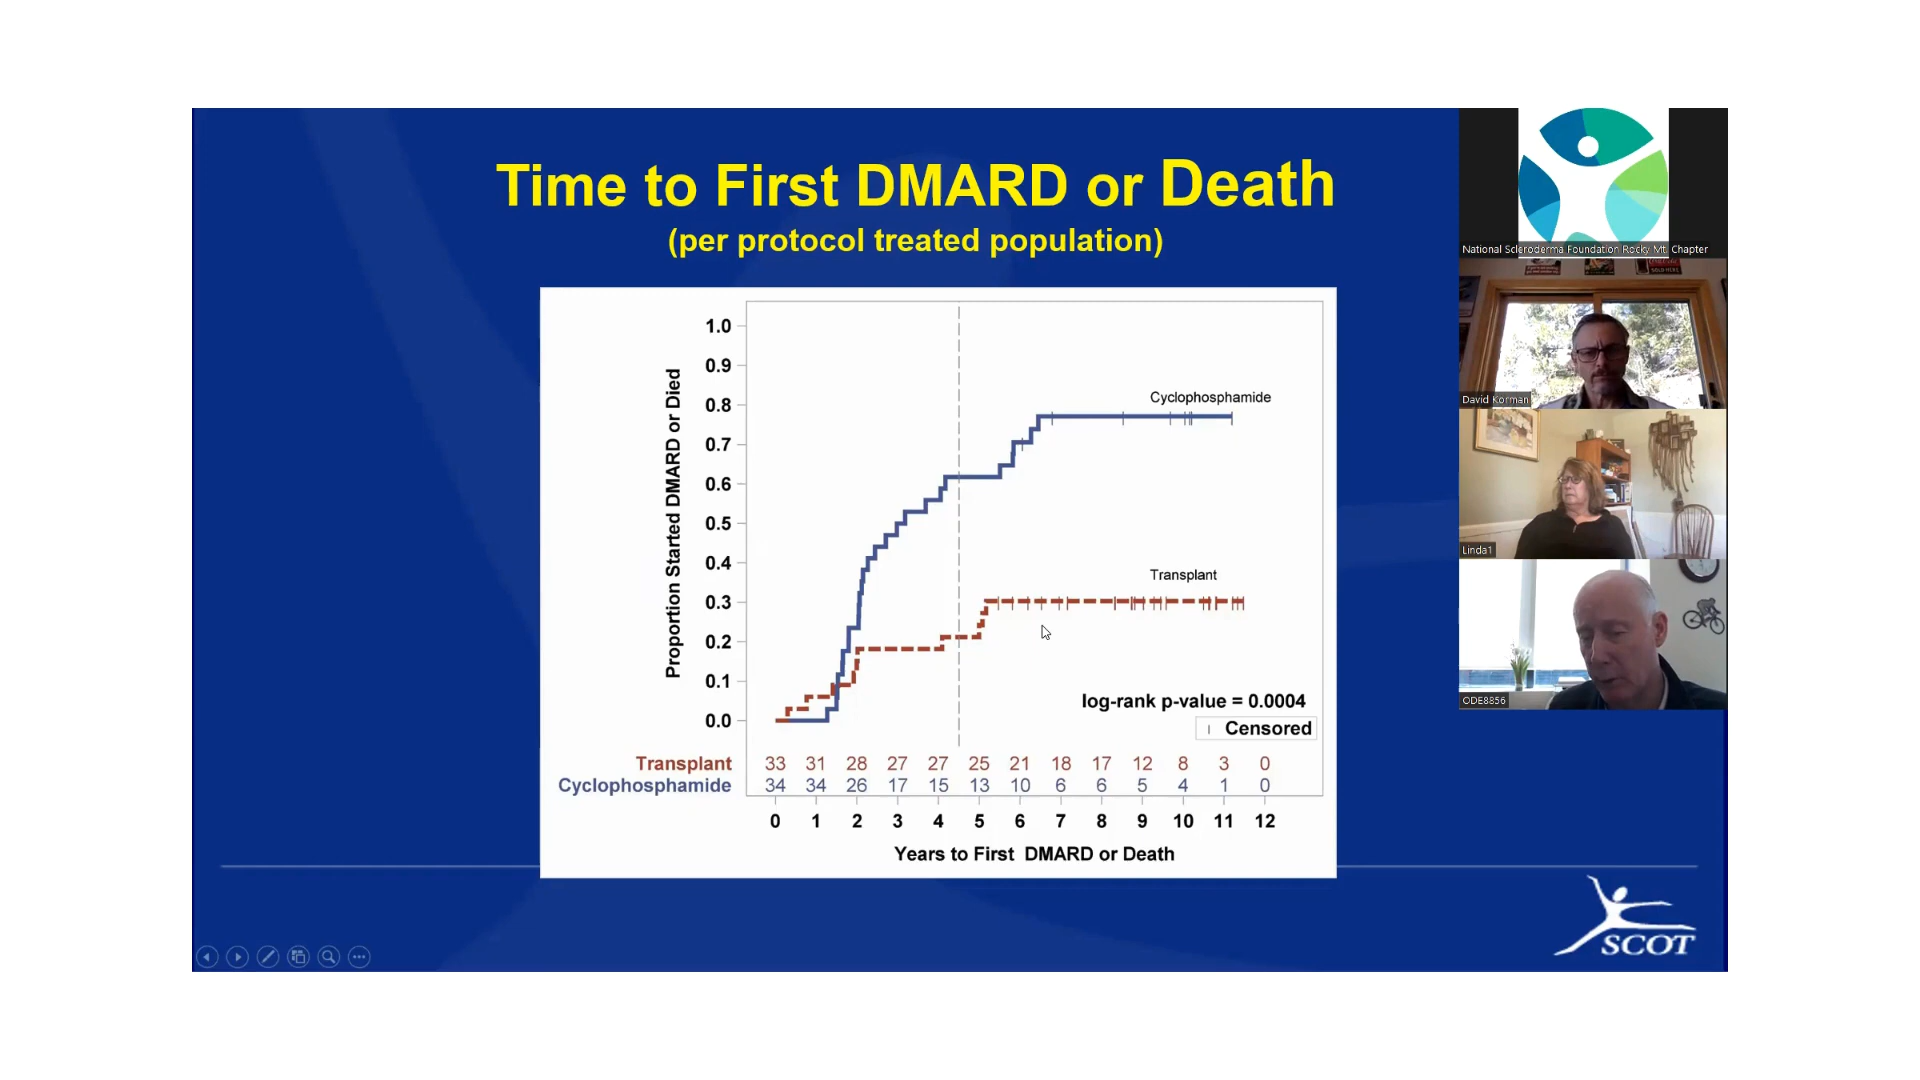 Time to First DMARD or Death
(per protocol treated population)
Proportion Started DMARD or Died
1.0
0.9
0.8
0.7
0.6
0.5
0.4
0.3
0.2
0.1
0.0
Cyclophosphamide
Transplant
log-rank p-value = 0.0004
Censored
Transplant 33 31 28 27 27 25 21 18 17 12 8 3 0
Cyclophosphamide 34 34 26 17 15 13 10 6 6 5 4 1 0
0 1 2 3 4 5 6 7 8 9 10 11 12
Years to First DMARD or Death
SCOT
National Scleroderma Foundation Rocky Mt. Chapter
David Korman
Linda1
ODE8856